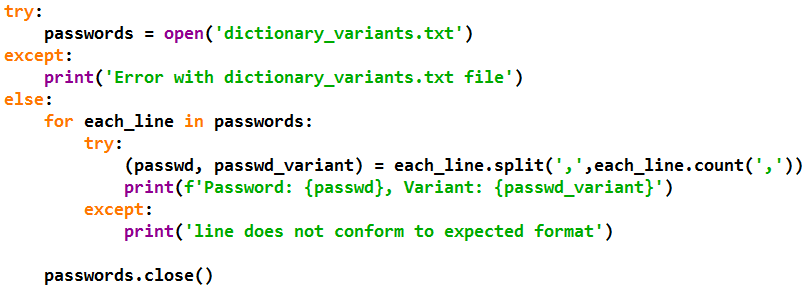 try:
    passwords = open('dictionary_variants.txt')
except:
    print('Error with dictionary_variants.txt file')
else:
    for each_line in passwords:
        try:
            (passwd, passwd_variant) = each_line.split(',',each_line.count(','))
            print(f'Password: {passwd}, Variant: {passwd_variant}')
        except:
            print('line does not conform to expected format')

    passwords.close()